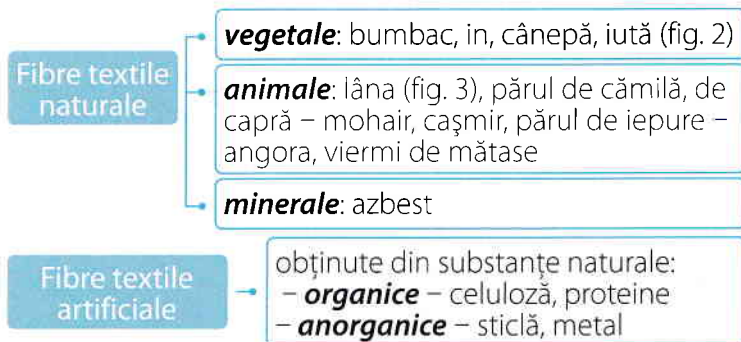 Fibre textile
naturale
vegetale: bumbac, in, cânepă, iută (fig. 2)
animale: lâna (fig. 3), părul de cămilă, de
capră – mohair, caşmir, părul de iepure –
angora, viermi de mătase
minerale: azbest
Fibre textile
artificiale
obținute din substanțe naturale:
– organice – celuloză, proteine
– anorganice – sticlă, metal